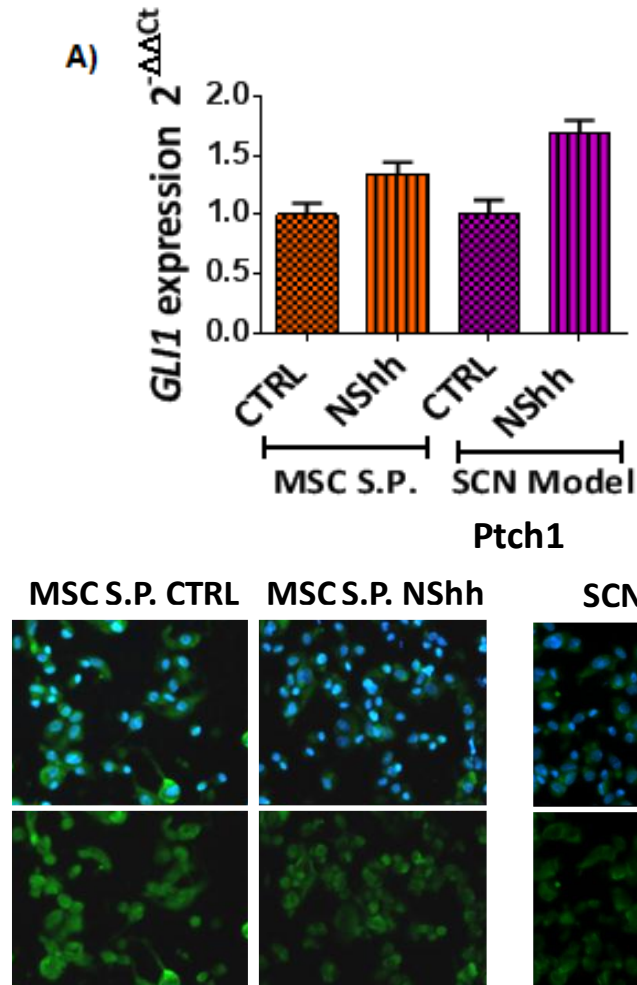 A)
GLI1 expression 2^-ΔΔCt
2.0
1.5
1.0
0.5
0.0
CTRL
NShh
CTRL
NShh
MSC S.P.
SCN Model
Ptch1
MSC S.P. CTRL
MSC S.P. NShh
SCN